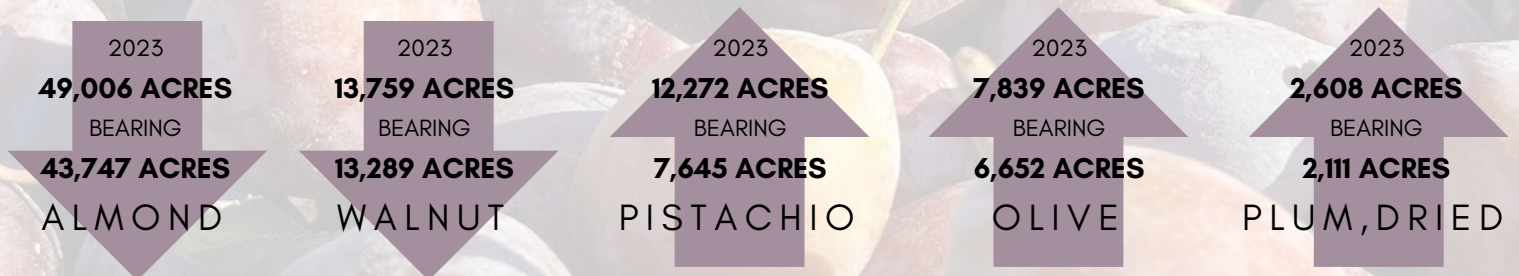 2023
49,006 ACRES
BEARING
43,747 ACRES
ALMOND
2023
13,759 ACRES
BEARING
13,289 ACRES
WALNUT
2023
12,272 ACRES
BEARING
7,645 ACRES
PISTACHIO
2023
7,839 ACRES
BEARING
6,652 ACRES
OLIVE
2023
2,608 ACRES
BEARING
2,111 ACRES
PLUM,DRIED